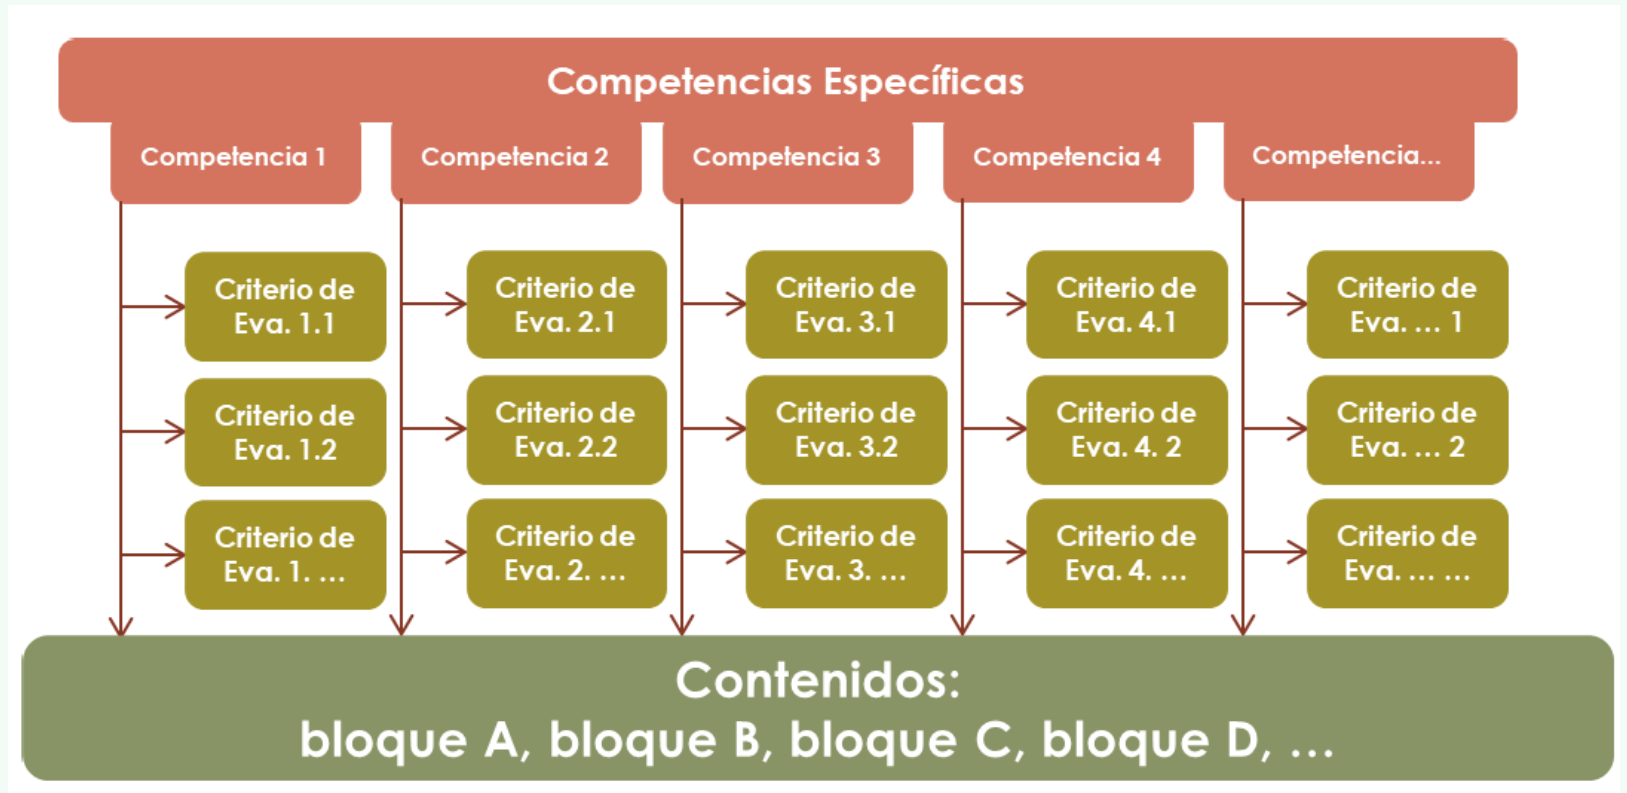 Competencias Específicas
Competencia 1
Competencia 2
Competencia 3
Competencia 4
Competencia...
Criterio de
Eva. 1.1
Criterio de
Eva. 2.1
Criterio de
Eva. 3.1
Criterio de
Eva. 4.1
Criterio de
Eva. ... 1
Criterio de
Eva. 1.2
Criterio de
Eva. 2.2
Criterio de
Eva. 3.2
Criterio de
Eva. 4. 2
Criterio de
Eva. ... 2
Criterio de
Eva. 1. ...
Criterio de
Eva. 2. ...
Criterio de
Eva. 3. ...
Criterio de
Eva. 4. ...
Criterio de
Eva. ... ...
Contenidos:
bloque A, bloque B, bloque C, bloque D, ...